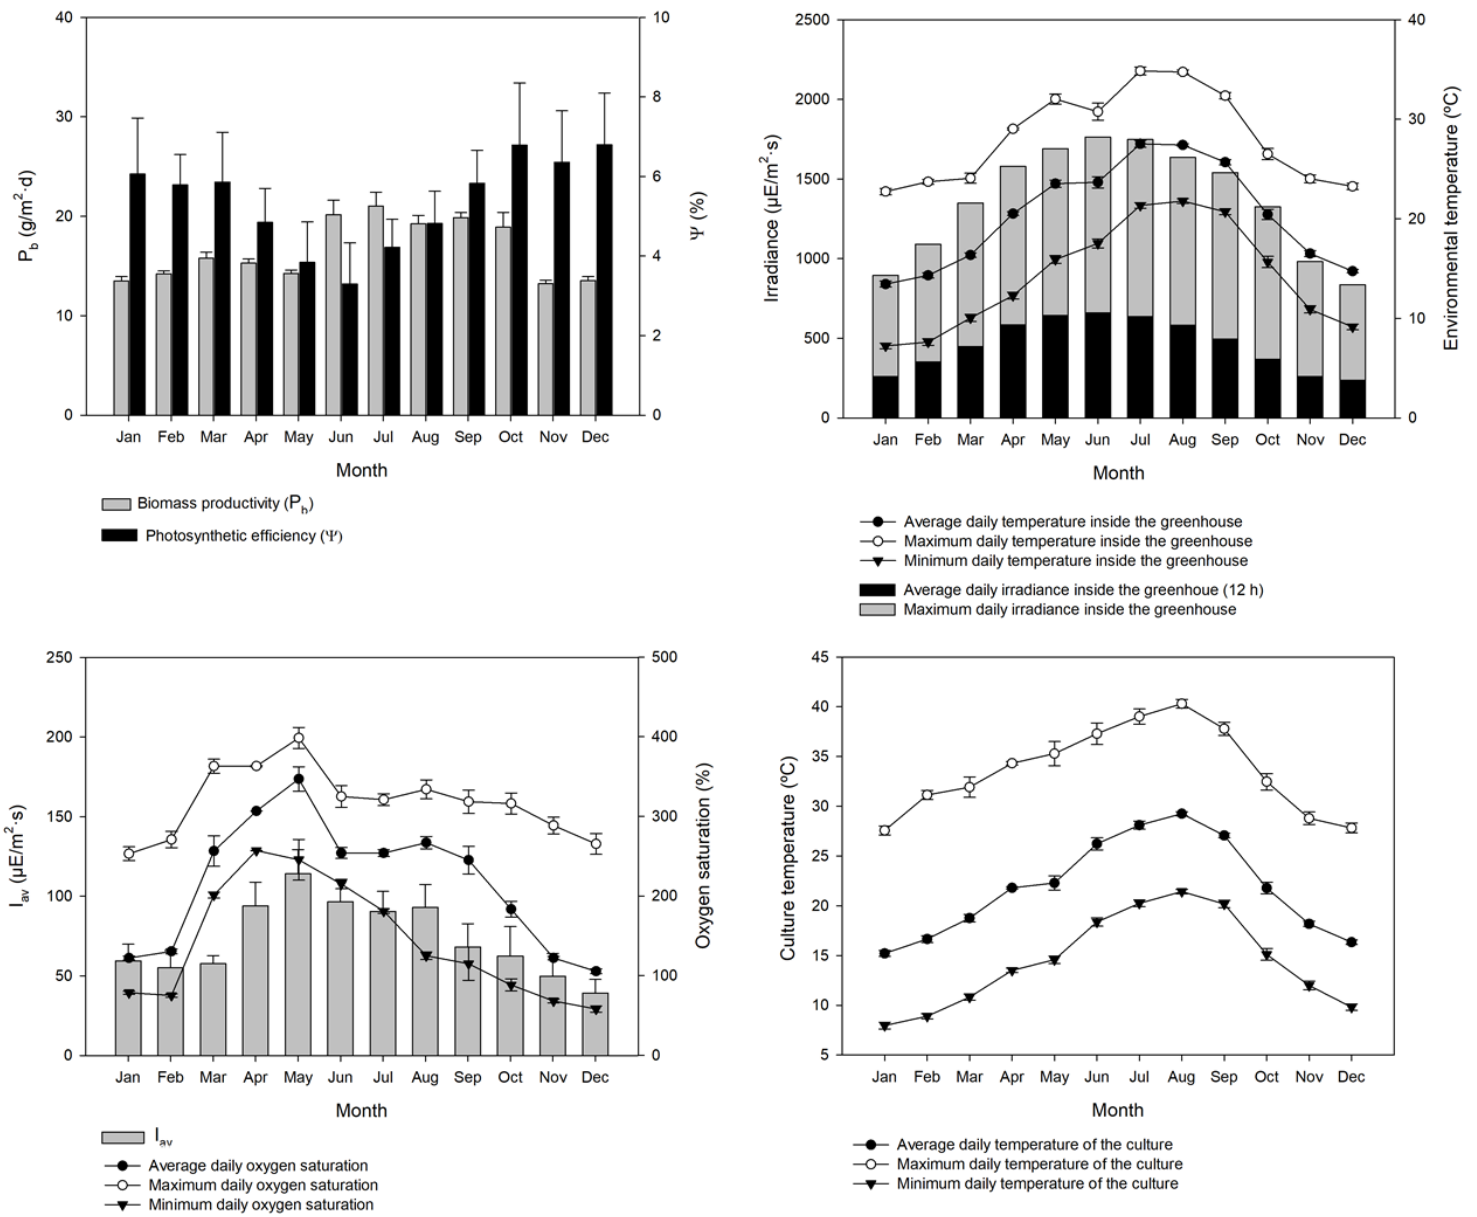 40
30
20
10
0
P_b (g/m²·d)
10
8
6
4
2
0
Ψ (%)
Jan Feb Mar Apr May Jun Jul Aug Sep Oct Nov Dec
Month
Biomass productivity (P_b)
Photosynthetic efficiency (Ψ)
2500
2000
1500
1000
500
0
Irradiance (µE/m²·s)
40
30
20
10
0
Environmental temperature (ºC)
Jan Feb Mar Apr May Jun Jul Aug Sep Oct Nov Dec
Month
Average daily temperature inside the greenhouse
Maximum daily temperature inside the greenhouse
Minimum daily temperature inside the greenhouse
Average daily irradiance inside the greenhoue (12 h)
Maximum daily irradiance inside the greenhouse
250
200
150
100
50
0
I_av (µE/m²·s)
500
400
300
200
100
0
Oxygen saturation (%)
Jan Feb Mar Apr May Jun Jul Aug Sep Oct Nov Dec
Month
I_av
Average daily oxygen saturation
Maximum daily oxygen saturation
Minimum daily oxygen saturation
45
40
35
30
25
20
15
10
5
Culture temperature (ºC)
Jan Feb Mar Apr May Jun Jul Aug Sep Oct Nov Dec
Month
Average daily temperature of the culture
Maximum daily temperature of the culture
Minimum daily temperature of the culture